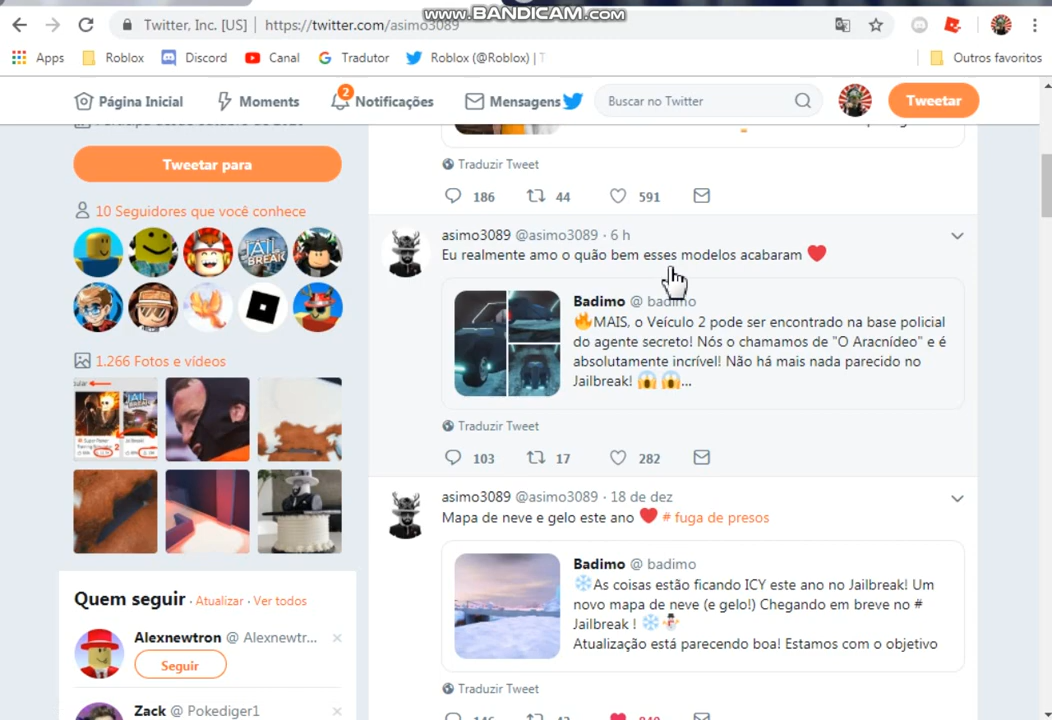 www.BANDICAM.com
Twitter, Inc. [US] | https://twitter.com/asimo3089
Apps Roblox Discord Canal Tradutor Roblox (@Roblox) | T Outros favoritos
Página Inicial Moments 2 Notificações Mensagens Buscar no Twitter Tweetar
Tweetar para
10 Seguidores que você conhece
JAIL BREAK
1.266 Fotos e vídeos
Quem seguir · Atualizar · Ver todos
Alexnewtron @ Alexnewtr...
Seguir
Zack @ Pokediger1
Traduzir Tweet
186 44 591
asimo3089 @asimo3089 · 6 h
Eu realmente amo o quão bem esses modelos acabaram ❤
Badimo @ badimo
🔥MAIS, o Veículo 2 pode ser encontrado na base policial
do agente secreto! Nós o chamamos de "O Aracnídeo" e é
absolutamente incrível! Não há mais nada parecido no
Jailbreak! 😱 😱...
Traduzir Tweet
103 17 282
asimo3089 @asimo3089 · 18 de dez
Mapa de neve e gelo este ano ❤ # fuga de presos
Badimo @ badimo
❄As coisas estão ficando ICY este ano no Jailbreak! Um
novo mapa de neve (e gelo!) Chegando em breve no #
Jailbreak ! ❄⛄
Atualização está parecendo boa! Estamos com o objetivo
Traduzir Tweet